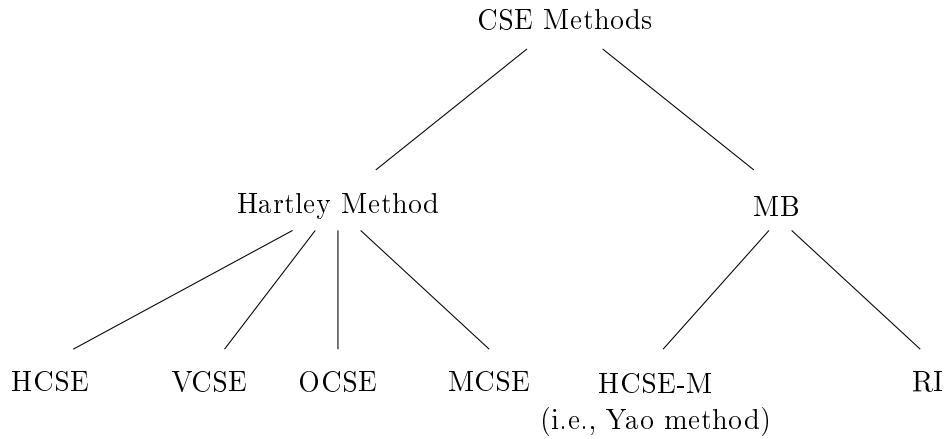 CSE Methods
Hartley Method
MB
HCSE
VCSE
OCSE
MCSE
HCSE-M
(i.e., Yao method)
RI